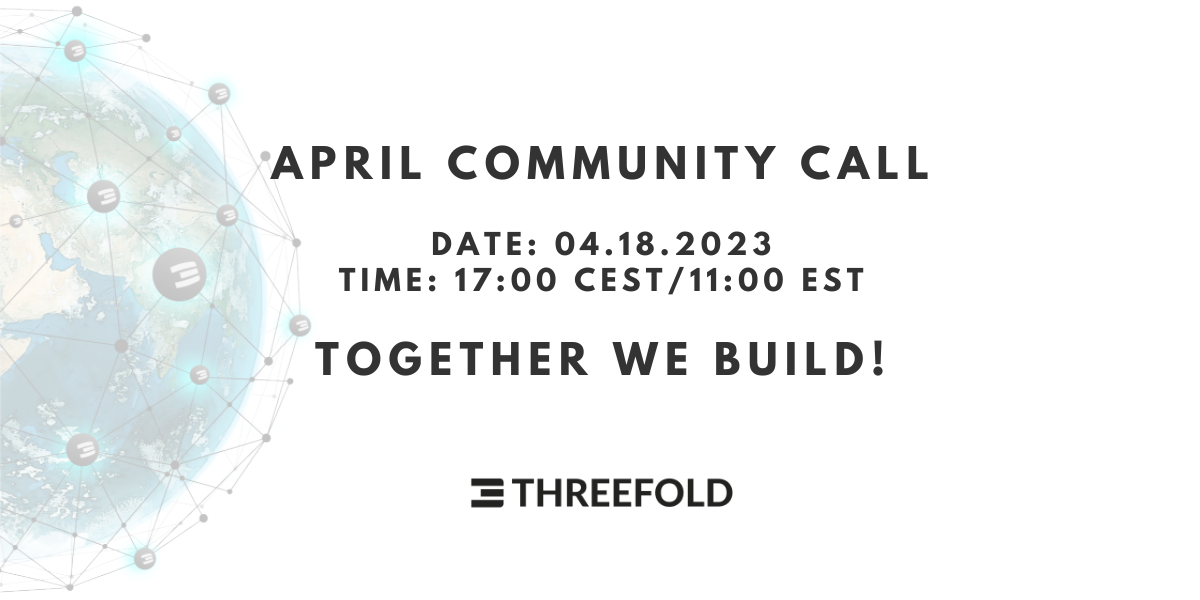 APRIL COMMUNITY CALL
DATE: 04.18.2023
TIME: 17:00 CEST/11:00 EST
TOGETHER WE BUILD!
THREEFOLD